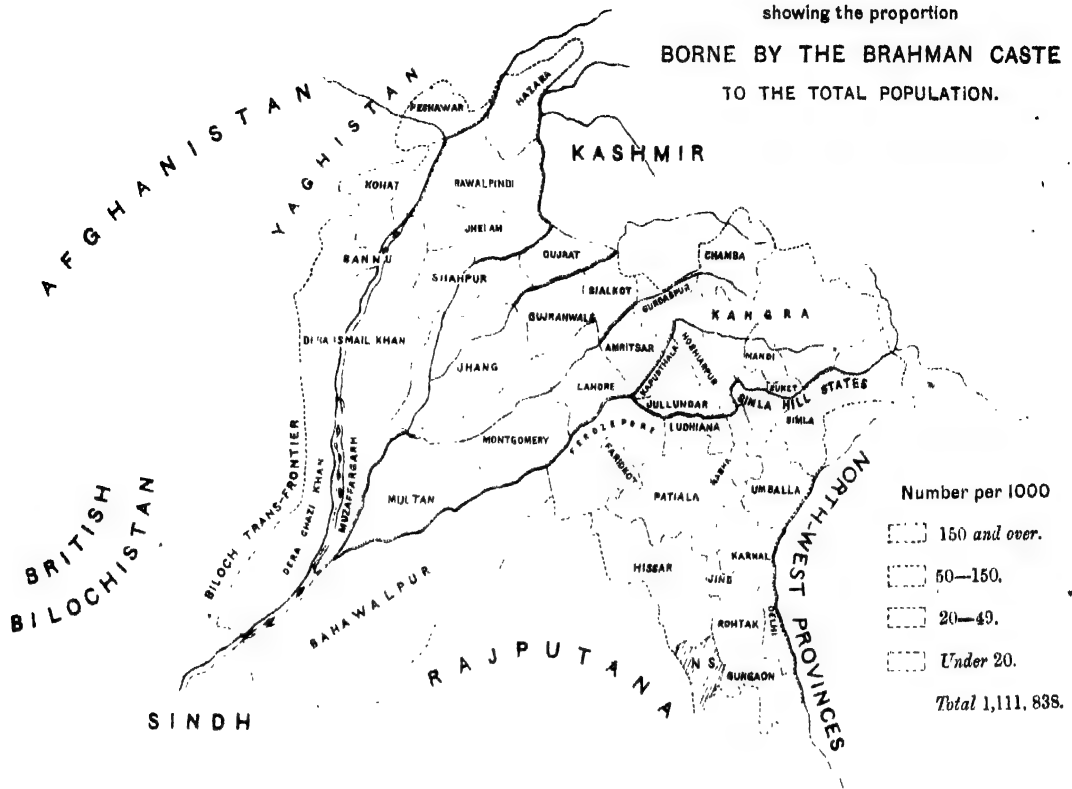 showing the proportion
BORNE BY THE BRAHMAN CASTE
TO THE TOTAL POPULATION.
AFGHANISTAN
YAGHISTAN
PESHAWAR
HAZARA
KASHMIR
KOHAT
RAWALPINDI
JHELAM
BANNU
SHAHPUR
GUJRAT
CHAMBA
SIALKOT
GURDASPUR
KANGRA
GUJRANWALA
DERA ISMAIL KHAN
AMRITSAR
KAPURTHALA
HOSHIARPUR
MANDI
JHANG
LAHORE
JULLUNDAR
SUKET
SIMLA HILL STATES
SIMLA
MONTGOMERY
FEROZEPORE
LUDHIANA
FARIDKOT
NABHA
MULTAN
PATIALA
UMBALLA
NORTH-WEST PROVINCES
BILOCH TRANS-FRONTIER
DERA GHAZI KHAN
MUZAFFARGARH
BRITISH
BILOCHISTAN
BAHAWALPUR
HISSAR
JIND
KARNAL
ROHTAK
DELHI
N S.
GURGAON
RAJPUTANA
SINDH
Number per 1000
150 and over.
50—150.
20—49.
Under 20.
Total 1,111,838.